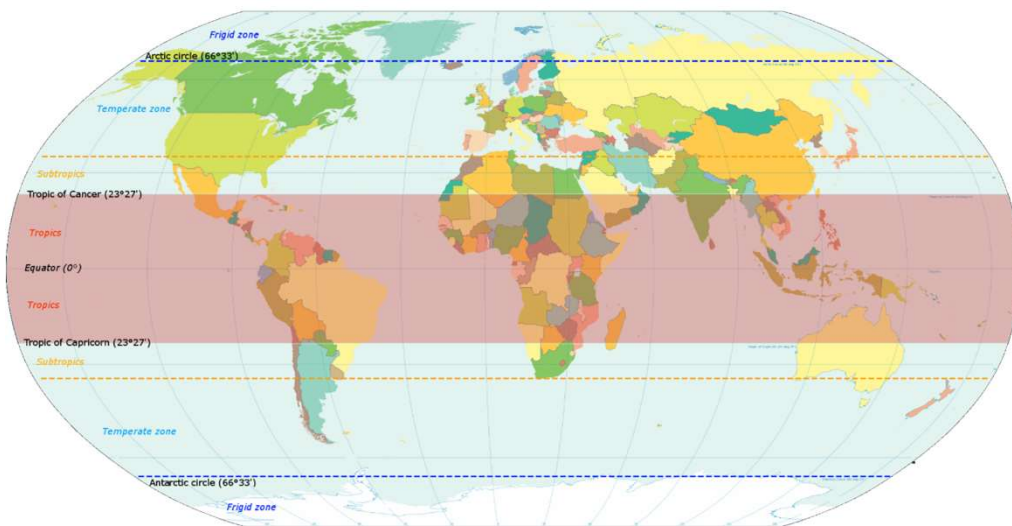 Frigid zone
Arctic circle (66°33')
Temperate zone
Subtropics
Tropic of Cancer (23°27')
Tropics
Equator (0°)
Tropics
Tropic of Capricorn (23°27')
Subtropics
Temperate zone
Antarctic circle (66°33')
Frigid zone